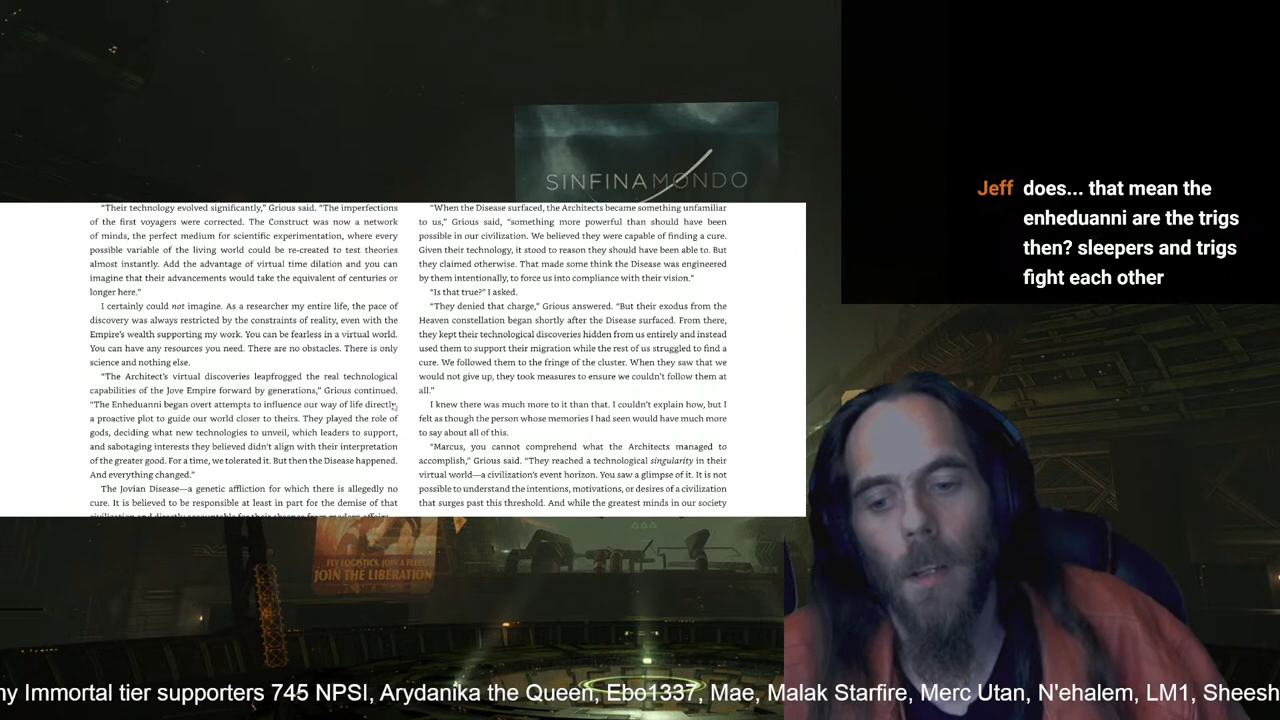 SINFINAMONDO
“Their technology evolved significantly,” Grious said. “The imperfections
of the first voyagers were corrected. The Construct was now a network
of minds, the perfect medium for scientific experimentation, where every
possible variable of the living world could be re-created to test theories
almost instantly. Add the advantage of virtual time dilation and you can
imagine that their advancements would take the equivalent of centuries or
longer here.”
I certainly could not imagine. As a researcher my entire life, the pace of
discovery was always restricted by the constraints of reality, even with the
Empire’s wealth supporting my work. You can be fearless in a virtual world.
You can have any resources you need. There are no obstacles. There is only
science and nothing else.
“The Architect’s virtual discoveries leapfrogged the real technological
capabilities of the Jove Empire forward by generations,” Grious continued.
“The Enheduanni began overt attempts to influence our way of life directly,
a proactive plot to guide our world closer to theirs. They played the role of
gods, deciding what new technologies to unveil, which leaders to support,
and sabotaging interests they believed didn’t align with their interpretation
of the greater good. For a time, we tolerated it. But then the Disease happened.
And everything changed.”
The Jovian Disease—a genetic affliction for which there is allegedly no
cure. It is believed to be responsible at least in part for the demise of that
civilization and directly accountable for their absence from modern affairs.
“When the Disease surfaced, the Architects became something unfamiliar
to us,” Grious said, “something more powerful than should have been
possible in our civilization. We believed they were capable of finding a cure.
Given their technology, it stood to reason they should have been able to. But
they claimed otherwise. That made some think the Disease was engineered
by them intentionally, to force us into compliance with their vision.”
“Is that true?” I asked.
“They denied that charge,” Grious answered. “But their exodus from the
Heaven constellation began shortly after the Disease surfaced. From there,
they kept their technological discoveries hidden from us entirely and instead
used them to support their migration while the rest of us struggled to find a
cure. We followed them to the fringe of the cluster. When they saw that we
would not give up, they took measures to ensure we couldn’t follow them at
all.”
I knew there was much more to it than that. I couldn’t explain how, but I
felt as though the person whose memories I had seen would have much more
to say about all of this.
“Marcus, you cannot comprehend what the Architects managed to
accomplish,” Grious said. “They reached a technological singularity in their
virtual world—a civilization’s event horizon. You saw a glimpse of it. It is not
possible to understand the intentions, motivations, or desires of a civilization
that surges past this threshold. And while the greatest minds in our society
Jeff does... that mean the
enheduanni are the trigs
then? sleepers and trigs
fight each other
FLY LOGISTICS, JOIN A FLEET
JOIN THE LIBERATION
ny Immortal tier supporters 745 NPSI, Arydanika the Queen, Ebo1337, Mae, Malak Starfire, Merc Utan, N'ehalem, LM1, Sheesh